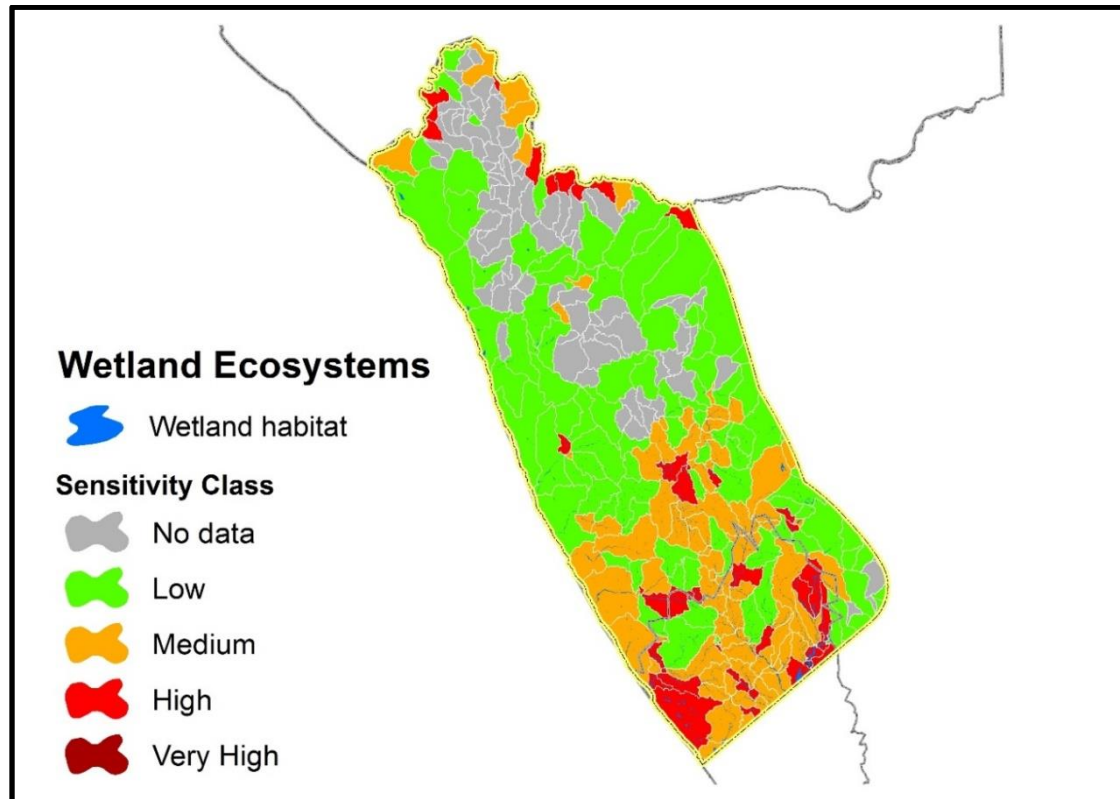 Wetland Ecosystems
Wetland habitat
Sensitivity Class
No data
Low
Medium
High
Very High